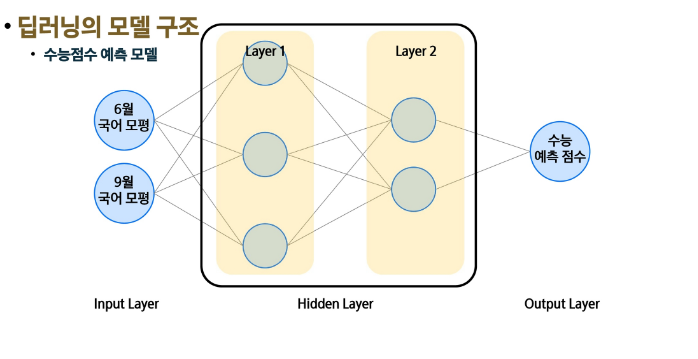 • 딥러닝의 모델 구조
• 수능점수 예측 모델
Layer 1
Layer 2
6월
국어 모평
9월
국어 모평
수능
예측 점수
Input Layer
Hidden Layer
Output Layer